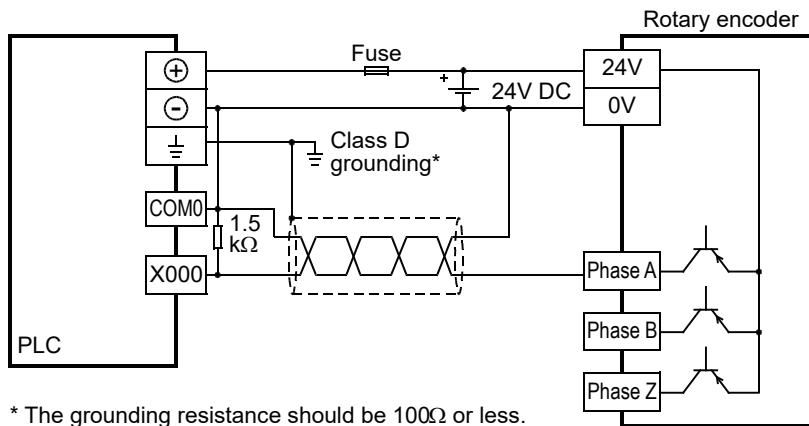 Rotary encoder
Fuse
24V
+
24V DC
0V
Class D
grounding*
COM0
1.5
kΩ
X000
Phase A
Phase B
PLC
Phase Z
* The grounding resistance should be 100Ω or less.